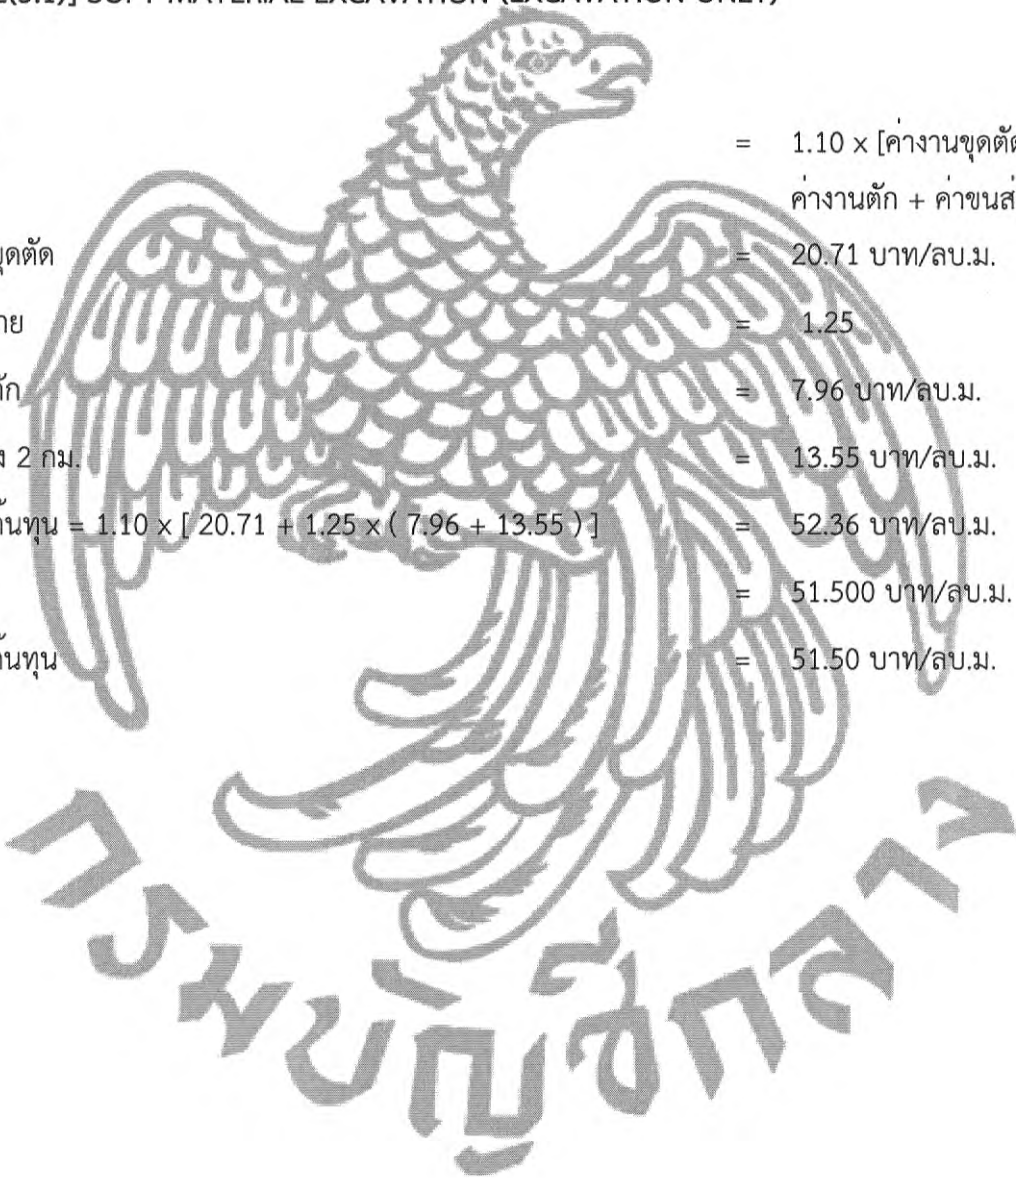 SOFT MATERIAL EXCAVATION (EXCAVATION ONLY)
= 1.10 x [ค่างานขุดตัด
ค่างานตัก + ค่าขนส่
ขุดตัด = 20.71 บาท/ลบ.ม.
าย = 1.25
ตัก = 7.96 บาท/ลบ.ม.
ง 2 กม. = 13.55 บาท/ลบ.ม.
ต้นทุน = 1.10 x [ 20.71 + 1.25 x ( 7.96 + 13.55 ) ] = 52.36 บาท/ลบ.ม.
= 51.500 บาท/ลบ.ม.
ต้นทุน = 51.50 บาท/ลบ.ม.
กรมบัญชีกลาง